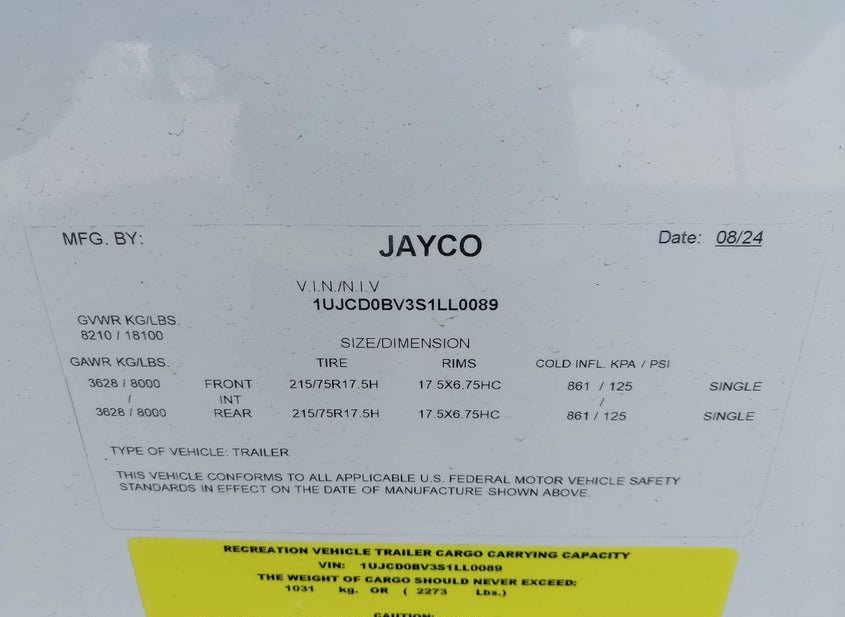 MFG. BY: JAYCO Date: 08/24
V.I.N./N.I.V
1UJCD0BV3S1LL0089
GVWR KG/LBS.
8210 / 18100
SIZE/DIMENSION
GAWR KG/LBS. TIRE RIMS COLD INFL. KPA / PSI
3628 / 8000 FRONT 215/75R17.5H 17.5X6.75HC 861 / 125 SINGLE
/ INT /
3628 / 8000 REAR 215/75R17.5H 17.5X6.75HC 861 / 125 SINGLE
TYPE OF VEHICLE: TRAILER
THIS VEHICLE CONFORMS TO ALL APPLICABLE U.S. FEDERAL MOTOR VEHICLE SAFETY
STANDARDS IN EFFECT ON THE DATE OF MANUFACTURE SHOWN ABOVE.
RECREATION VEHICLE TRAILER CARGO CARRYING CAPACITY
VIN: 1UJCD0BV3S1LL0089
THE WEIGHT OF CARGO SHOULD NEVER EXCEED:
1031 kg. OR ( 2273 Lbs.)
CAUTION: